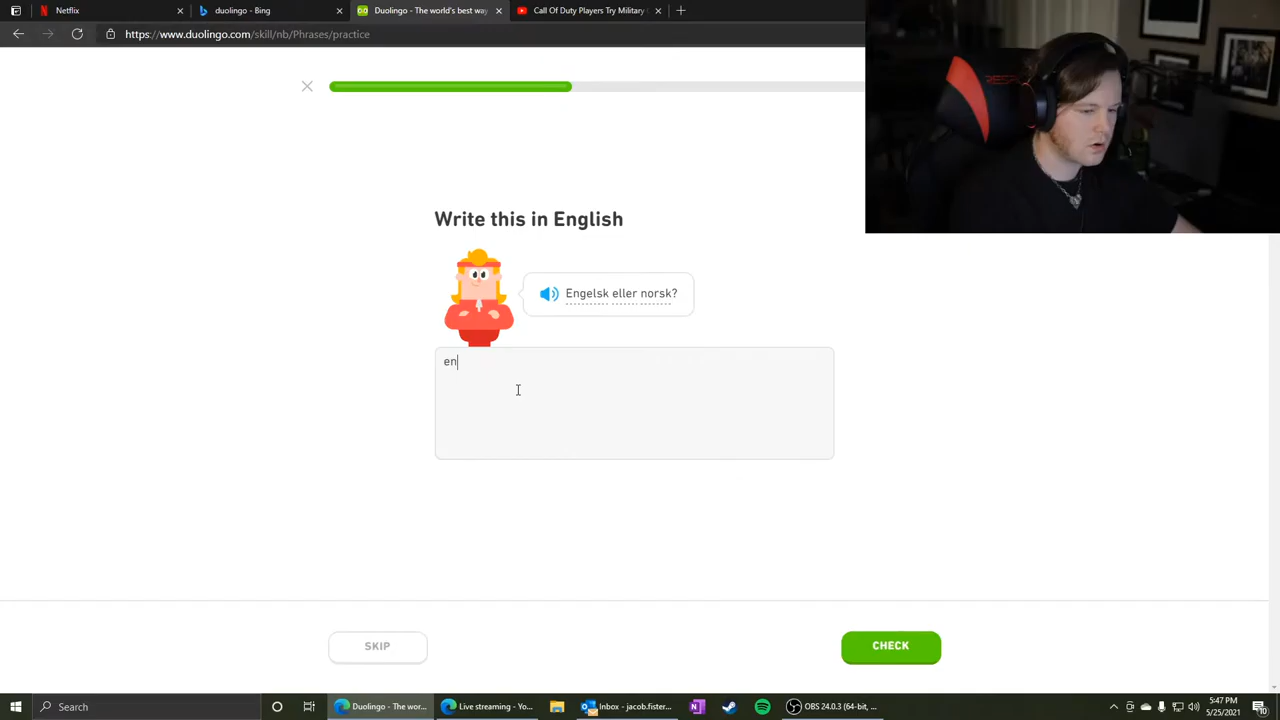 Netflix
duolingo - Bing
Duolingo - The world's best way
Call Of Duty Players Try Military
https://www.duolingo.com/skill/nb/Phrases/practice
Write this in English
Engelsk eller norsk?
en
SKIP
CHECK
Search
Duolingo - The wor...
Live streaming - Yo...
Inbox - jacob.fister...
OBS 24.0.3 (64-bit, ...
5:47 PM
5/25/2021